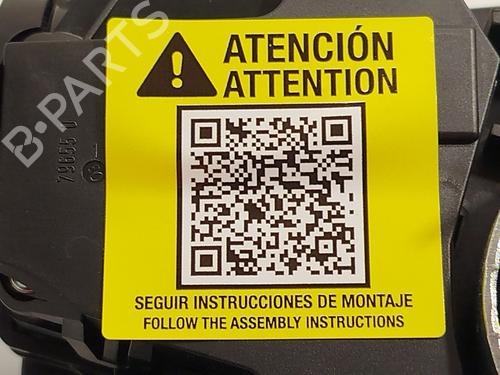 ATENCIÓN
ATTENTION
SEGUIR INSTRUCCIONES DE MONTAJE
FOLLOW THE ASSEMBLY INSTRUCTIONS
B-PARTS